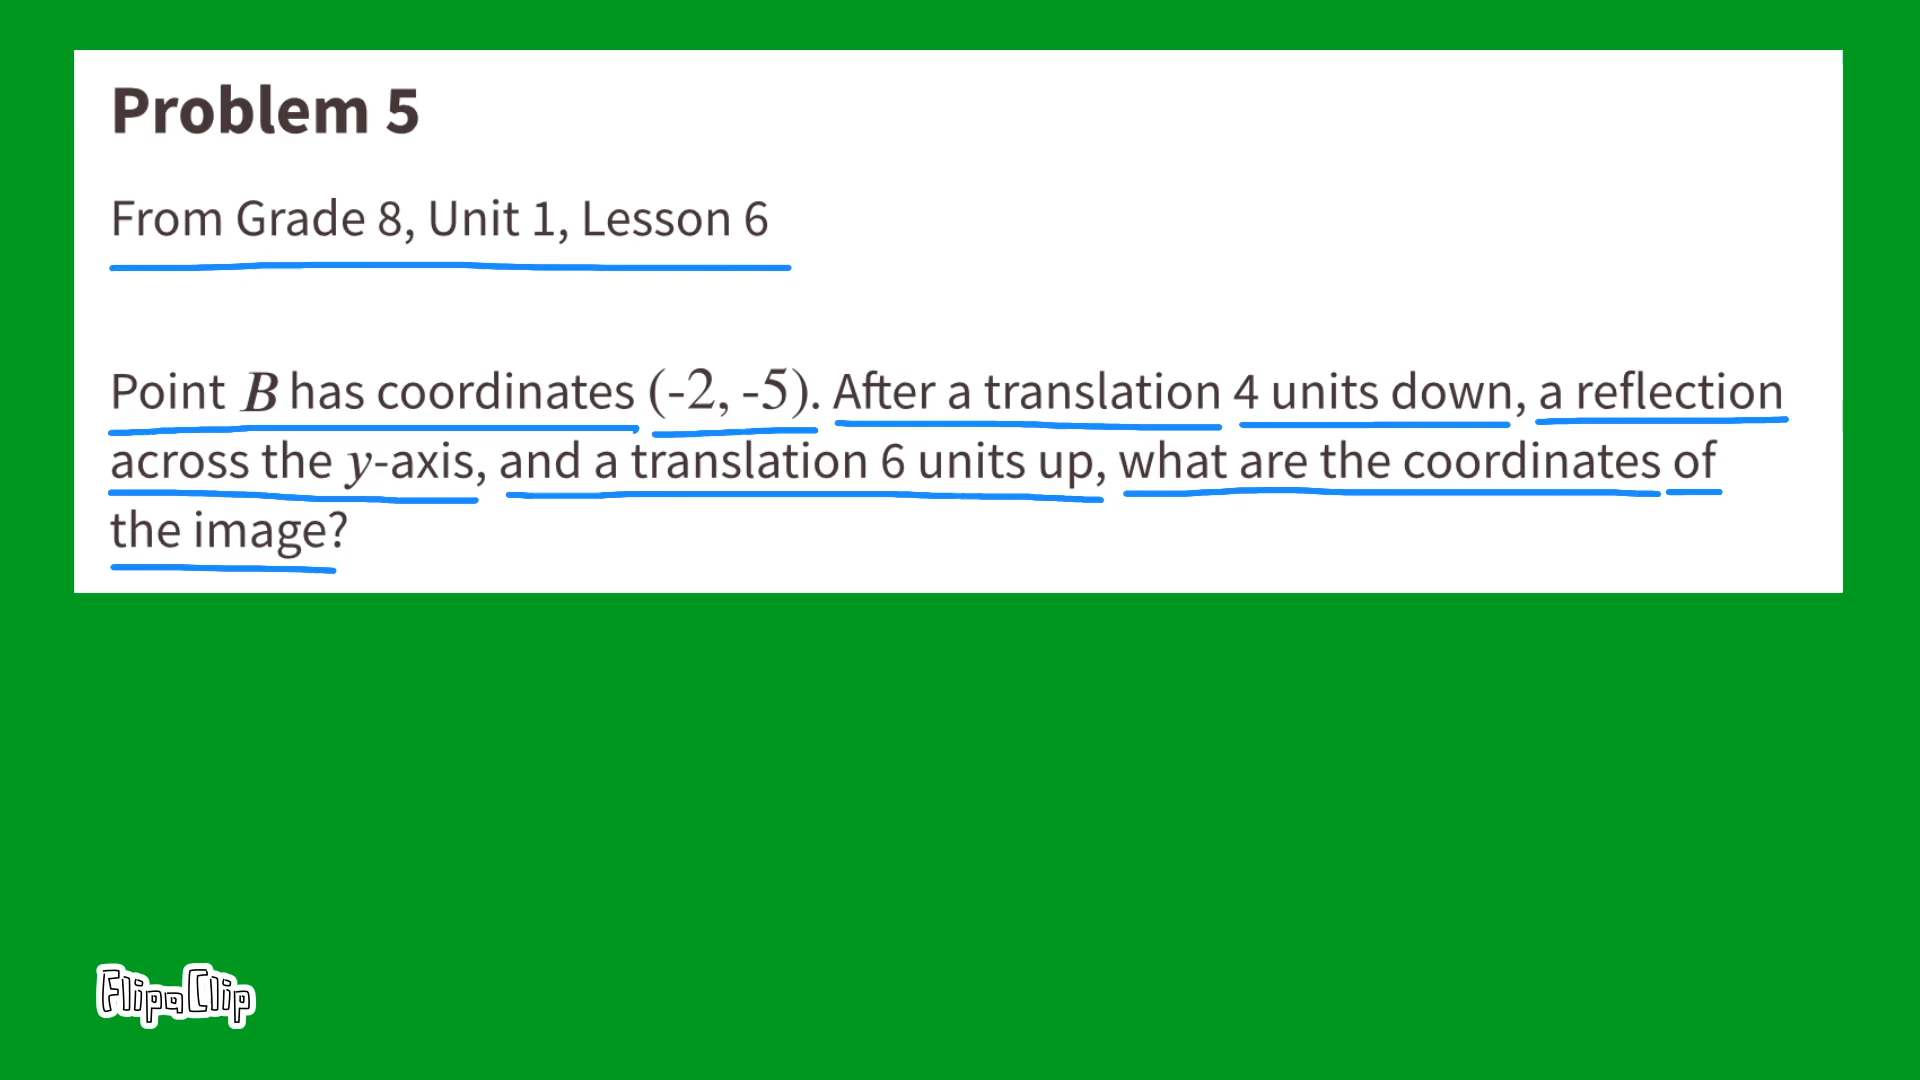 Problem 5
From Grade 8, Unit 1, Lesson 6
Point B has coordinates (-2, -5). After a translation 4 units down, a reflection
across the y-axis, and a translation 6 units up, what are the coordinates of
the image?
FlipaClip